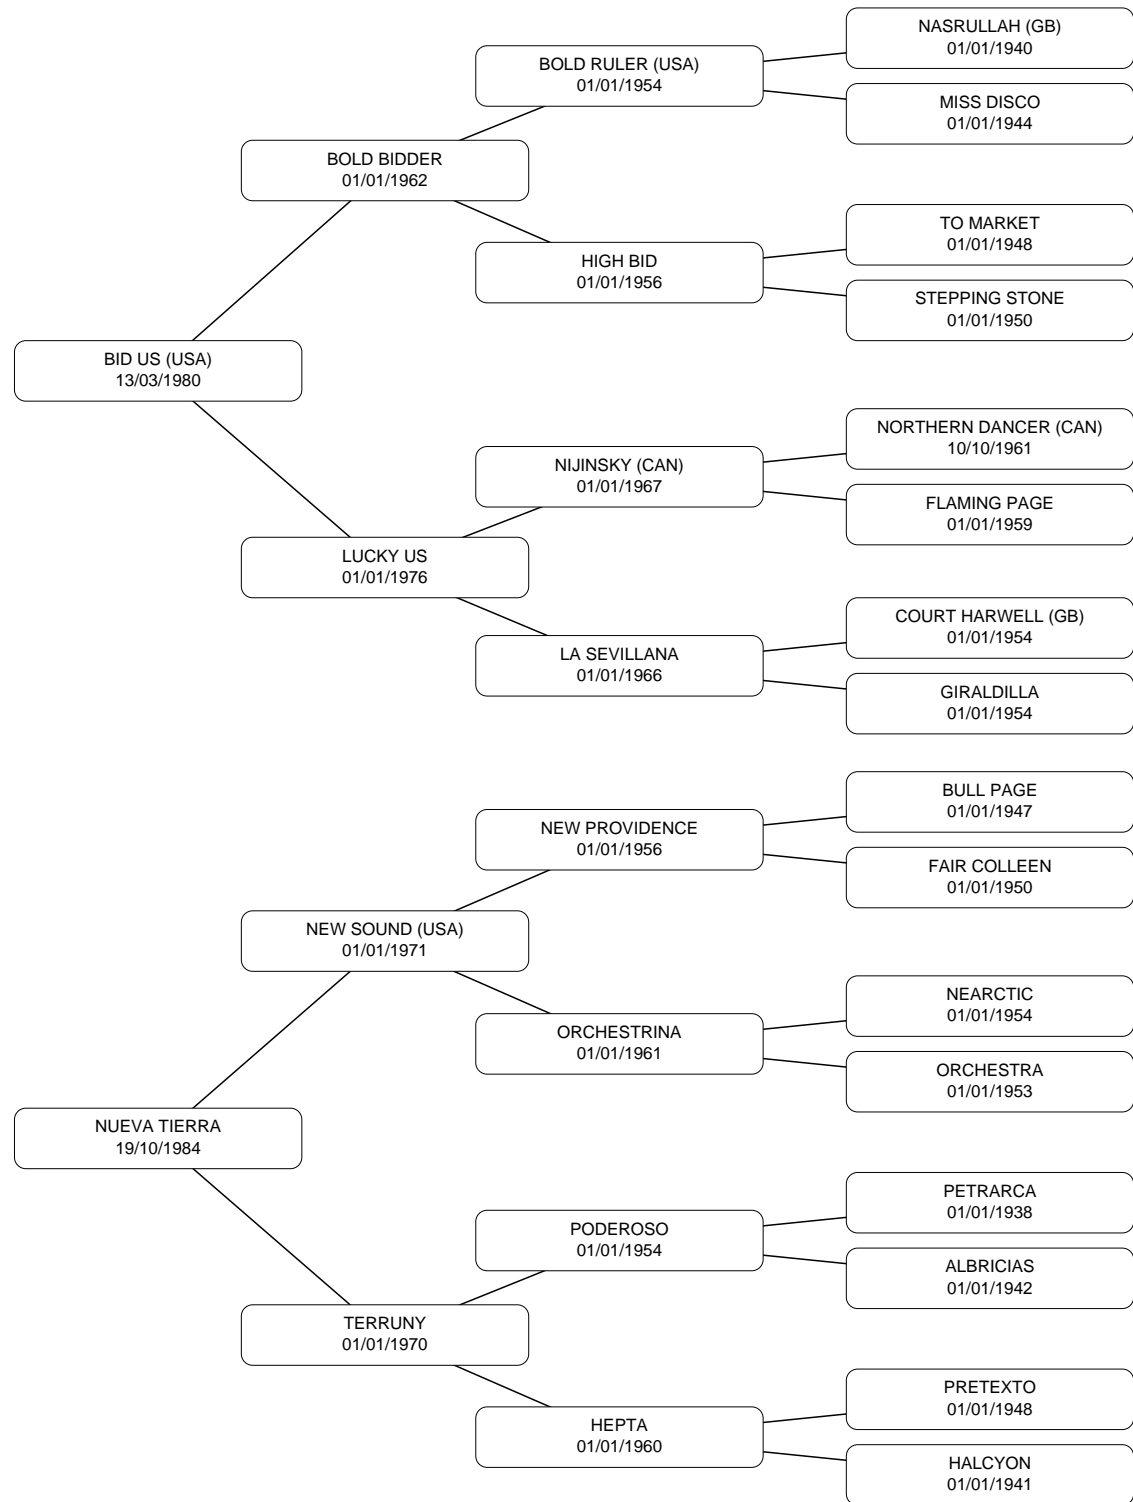 NASRULLAH (GB)
01/01/1940
BOLD RULER (USA)
01/01/1954
MISS DISCO
01/01/1944
BOLD BIDDER
01/01/1962
TO MARKET
01/01/1948
HIGH BID
01/01/1956
STEPPING STONE
01/01/1950
BID US (USA)
13/03/1980
NORTHERN DANCER (CAN)
10/10/1961
NIJINSKY (CAN)
01/01/1967
FLAMING PAGE
01/01/1959
LUCKY US
01/01/1976
COURT HARWELL (GB)
01/01/1954
LA SEVILLANA
01/01/1966
GIRALDILLA
01/01/1954
BULL PAGE
01/01/1947
NEW PROVIDENCE
01/01/1956
FAIR COLLEEN
01/01/1950
NEW SOUND (USA)
01/01/1971
NEARCTIC
01/01/1954
ORCHESTRINA
01/01/1961
ORCHESTRA
01/01/1953
NUEVA TIERRA
19/10/1984
PETRARCA
01/01/1938
PODEROSO
01/01/1954
ALBRICIAS
01/01/1942
TERRUNY
01/01/1970
PRETEXTO
01/01/1948
HEPTA
01/01/1960
HALCYON
01/01/1941